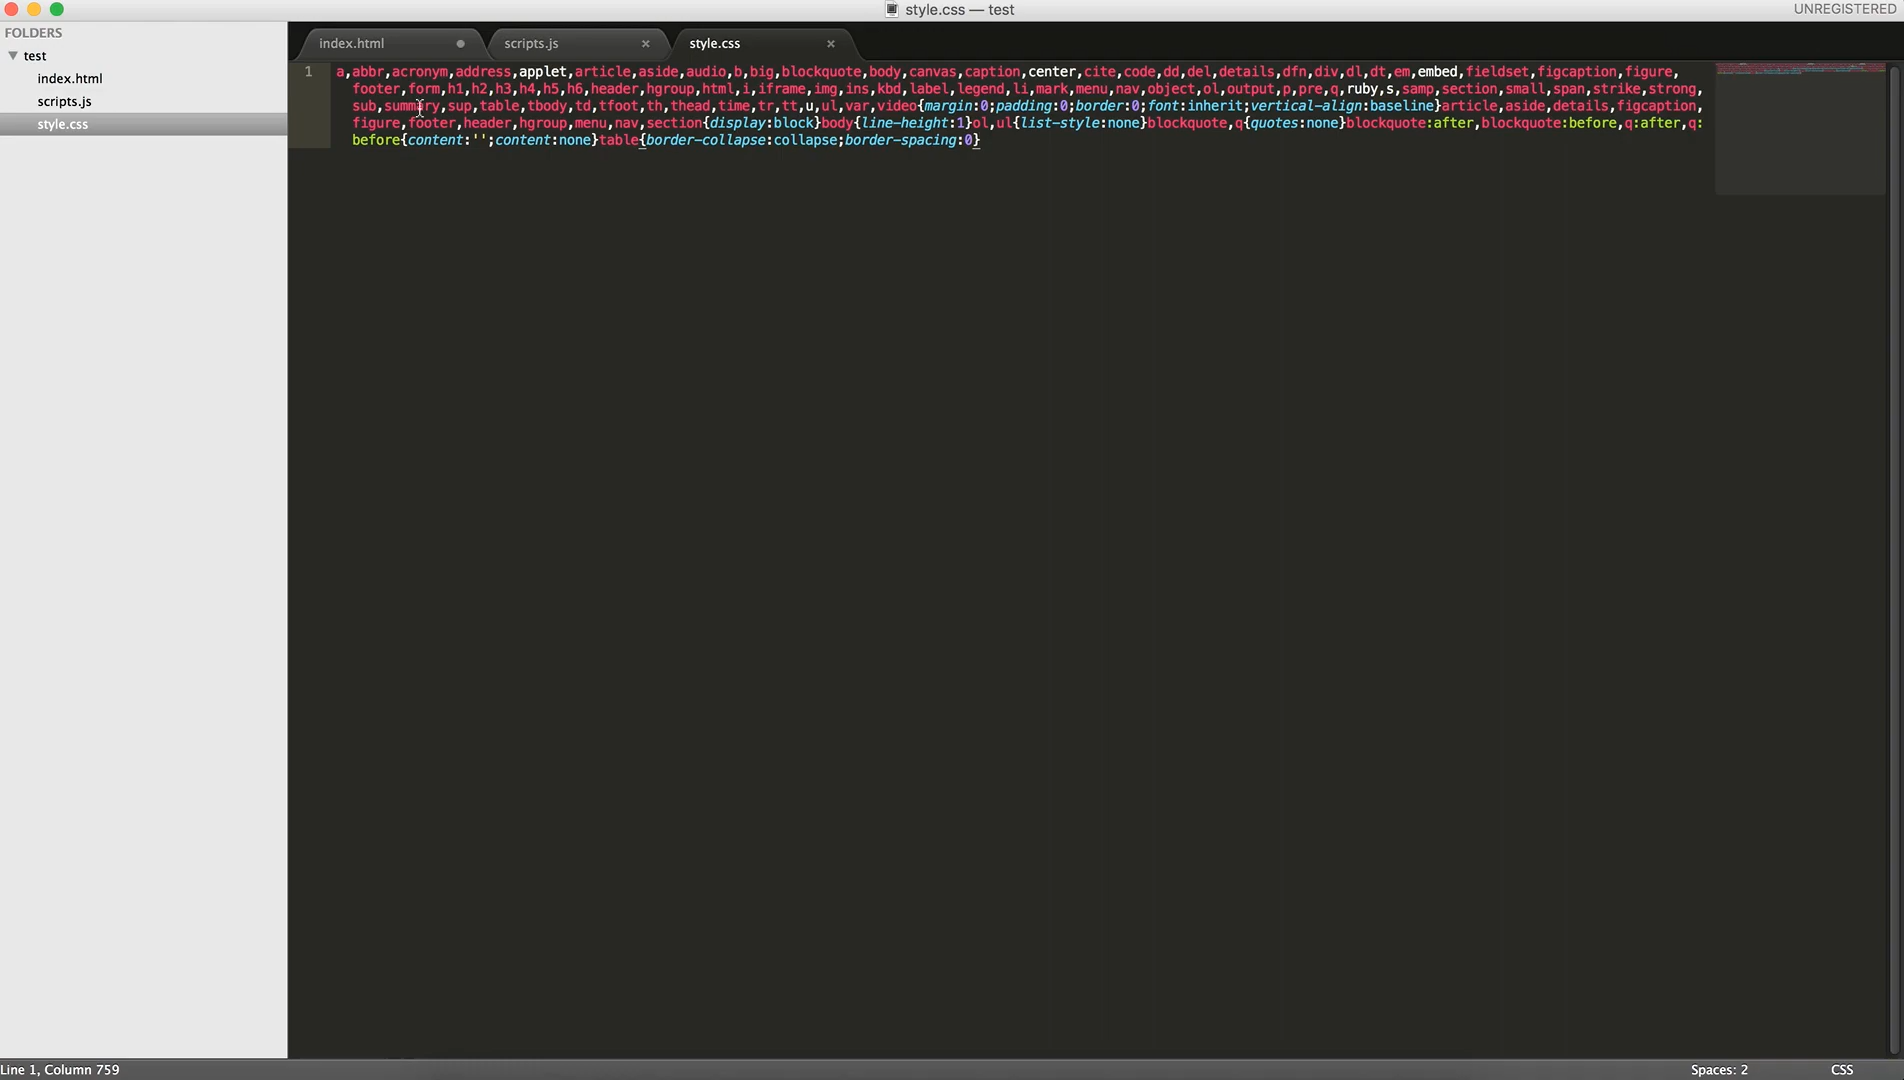 style.css — test
UNREGISTERED
FOLDERS
test
index.html
scripts.js
style.css
index.html
scripts.js
style.css
1
a,abbr,acronym,address,applet,article,aside,audio,b,big,blockquote,body,canvas,caption,center,cite,code,dd,del,details,dfn,div,dl,dt,em,embed,fieldset,figcaption,figure,
footer,form,h1,h2,h3,h4,h5,h6,header,hgroup,html,i,iframe,img,ins,kbd,label,legend,li,mark,menu,nav,object,ol,output,p,pre,q,ruby,s,samp,section,small,span,strike,strong,
sub,summary,sup,table,tbody,td,tfoot,th,thead,time,tr,tt,u,ul,var,video{margin:0;padding:0;border:0;font:inherit;vertical-align:baseline}article,aside,details,figcaption,
figure,footer,header,hgroup,menu,nav,section{display:block}body{line-height:1}ol,ul{list-style:none}blockquote,q{quotes:none}blockquote:after,blockquote:before,q:after,q:
before{content:'';content:none}table{border-collapse:collapse;border-spacing:0}
Line 1, Column 759
Spaces: 2
CSS